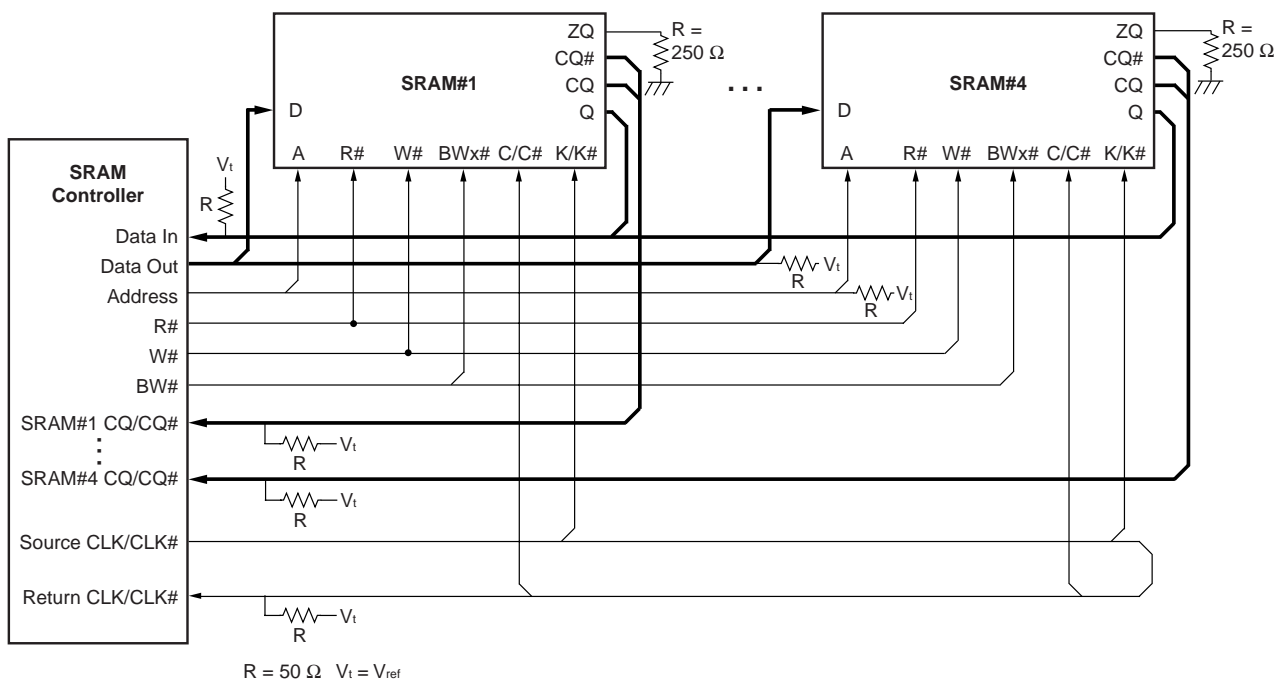 ZQ
R =
250 Ω
CQ#
SRAM#1
CQ
D
Q
A R# W# BWx# C/C# K/K#
. . .
ZQ
R =
250 Ω
CQ#
SRAM#4
CQ
D
Q
A R# W# BWx# C/C# K/K#
SRAM
Controller
Vt
R
Data In
Data Out
Vt
R
Address
Vt
R
R#
W#
BW#
SRAM#1 CQ/CQ#
Vt
R
SRAM#4 CQ/CQ#
Vt
R
Source CLK/CLK#
Return CLK/CLK#
Vt
R
R = 50 Ω Vt = Vref